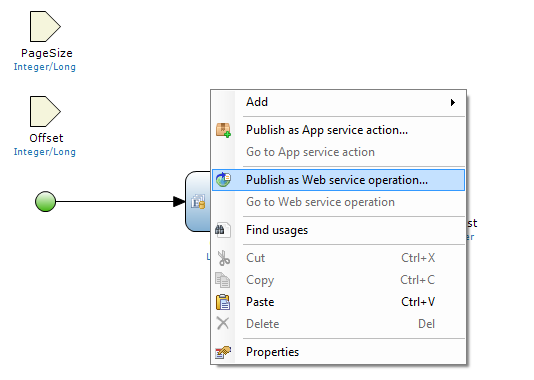 PageSize
Integer/Long
Offset
Integer/Long
Add
Publish as App service action...
Go to App service action
Publish as Web service operation...
Go to Web service operation
Find usages
Cut Ctrl+X
Copy Ctrl+C
Paste Ctrl+V
Delete Del
Properties